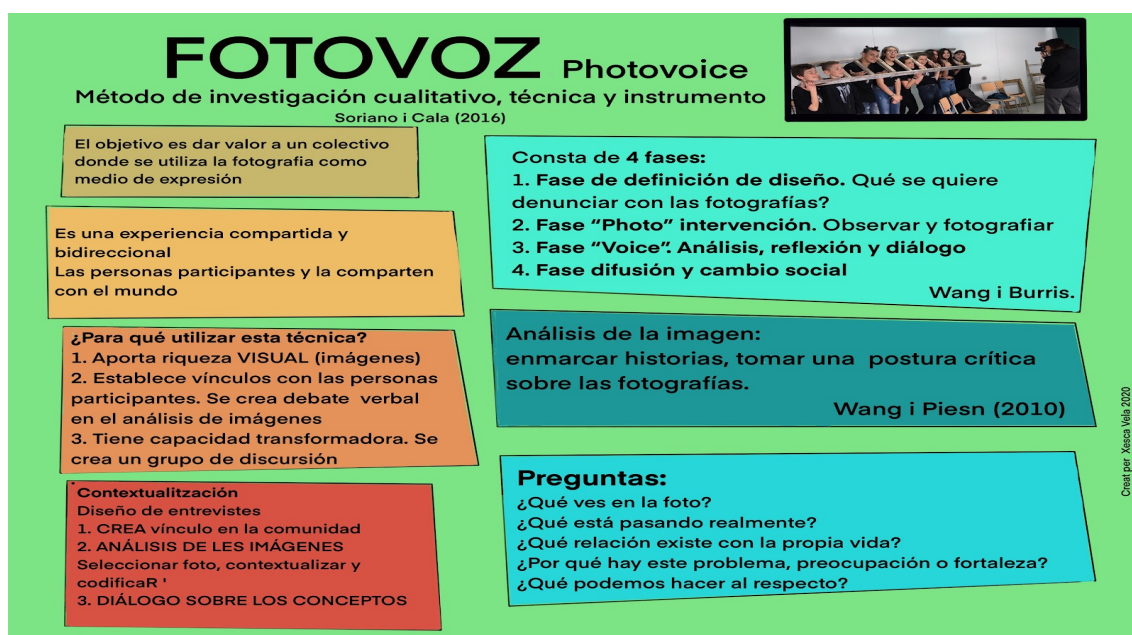 FOTOVOZ Photovoice
Método de investigación cualitativo, técnica y instrumento
Soriano i Cala (2016)
El objetivo es dar valor a un colectivo
donde se utiliza la fotografia como
medio de expresión
Es una experiencia compartida y
bidireccional
Las personas participantes y la comparten
con el mundo
¿Para qué utilizar esta técnica?
1. Aporta riqueza VISUAL (imágenes)
2. Establece vínculos con las personas
participantes. Se crea debate verbal
en el análisis de imágenes
3. Tiene capacidad transformadora. Se
crea un grupo de discursión
Contextualitzación
Diseño de entrevistes
1. CREA vínculo en la comunidad
2. ANÁLISIS DE LES IMÁGENES
Seleccionar foto, contextualizar y
codificaR '
3. DIÁLOGO SOBRE LOS CONCEPTOS
Consta de 4 fases:
1. Fase de definición de diseño. Qué se quiere
denunciar con las fotografías?
2. Fase “Photo” intervención. Observar y fotografiar
3. Fase “Voice”. Análisis, reflexión y diálogo
4. Fase difusión y cambio social
Wang i Burris.
Análisis de la imagen:
enmarcar historias, tomar una postura crítica
sobre las fotografías.
Wang i Piesn (2010)
Preguntas:
¿Qué ves en la foto?
¿Qué está pasando realmente?
¿Qué relación existe con la propia vida?
¿Por qué hay este problema, preocupación o fortaleza?
¿Qué podemos hacer al respecto?
Creat per Xesca Vela 2020